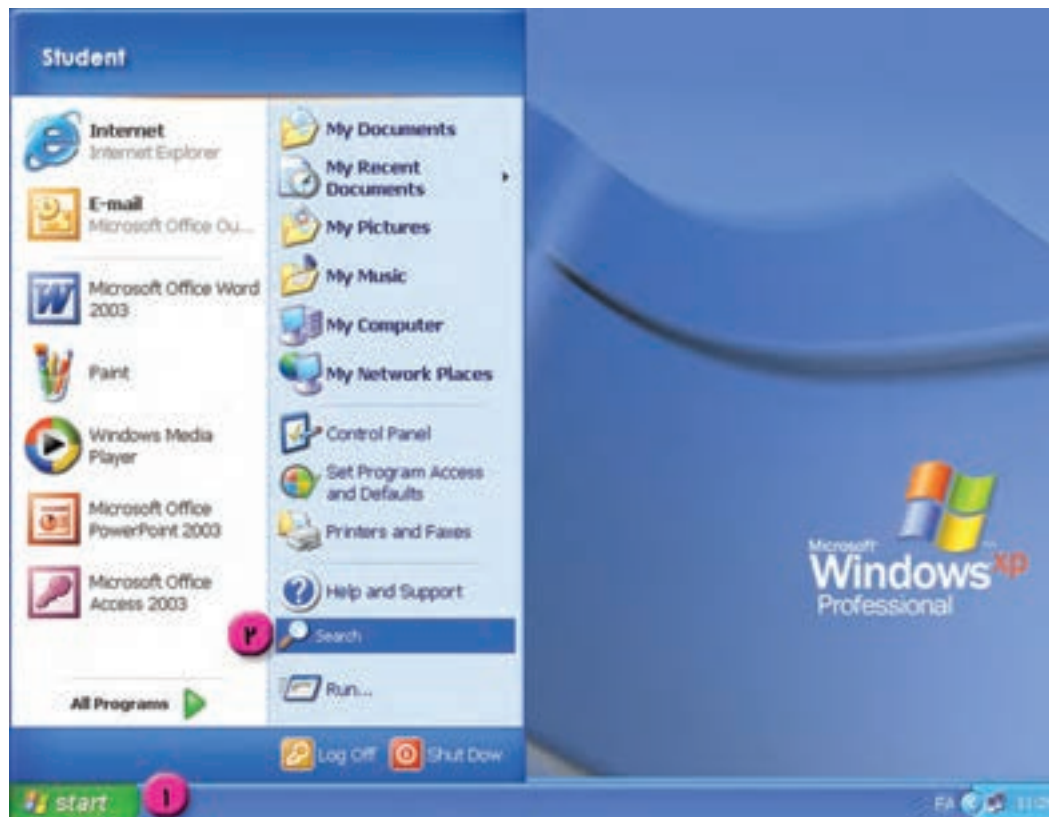 Student
Internet
Internet Explorer
E-mail
Microsoft Office Ou...
Microsoft Office Word
2003
Paint
Windows Media
Player
Microsoft Office
PowerPoint 2003
Microsoft Office
Access 2003
All Programs
My Documents
My Recent
Documents
My Pictures
My Music
My Computer
My Network Places
Control Panel
Set Program Access
and Defaults
Printers and Faxes
Help and Support
۲
Search
Run...
Log Off
Shut Dow
start
۱
Microsoft
Windows xp
Professional
FA